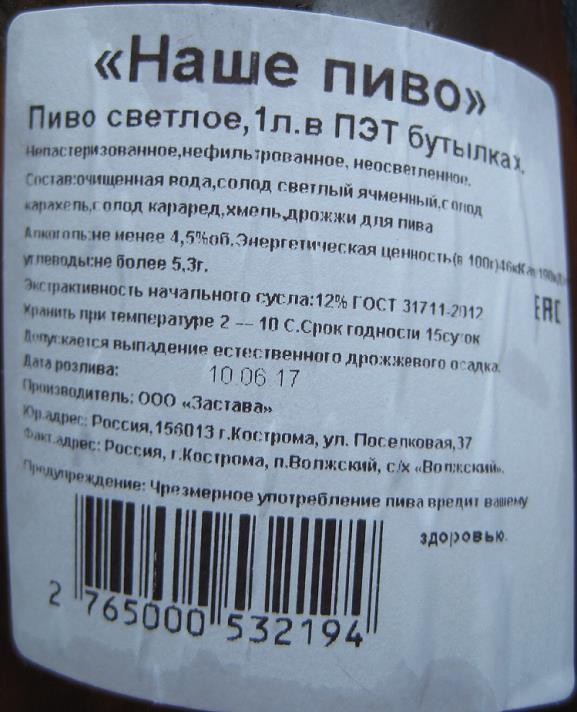 «Наше пиво»
Пиво светлое,1л.в ПЭТ бутылках.
Непастеризованное,нефильтрованное, неосветленное.
Состав:очищенная вода,солод светлый ячменный,солод
карахель,солод караред,хмель,дрожжи для пива
Алкоголь:не менее 4,5%об.Энергетическая ценность(в 100г)46кКал
углеводы:не более 5,3г.
Экстрактивность начального сусла:12% ГОСТ 31711-2012
ЕАС
Хранить при температуре 2 — 10 С.Срок годности 15суток
Допускается выпадение естественного дрожжевого осадка.
Дата розлива: 10 06 17
Производитель: ООО «Застава»
Юр.адрес: Россия,156013 г.Кострома, ул. Поселковая,37
Факт.адрес: Россия, г.Кострома, п.Волжский, с/х «Волжский».
Предупреждение: Чрезмерное употребление пива вредит вашему
здоровью.
2 765000 532194